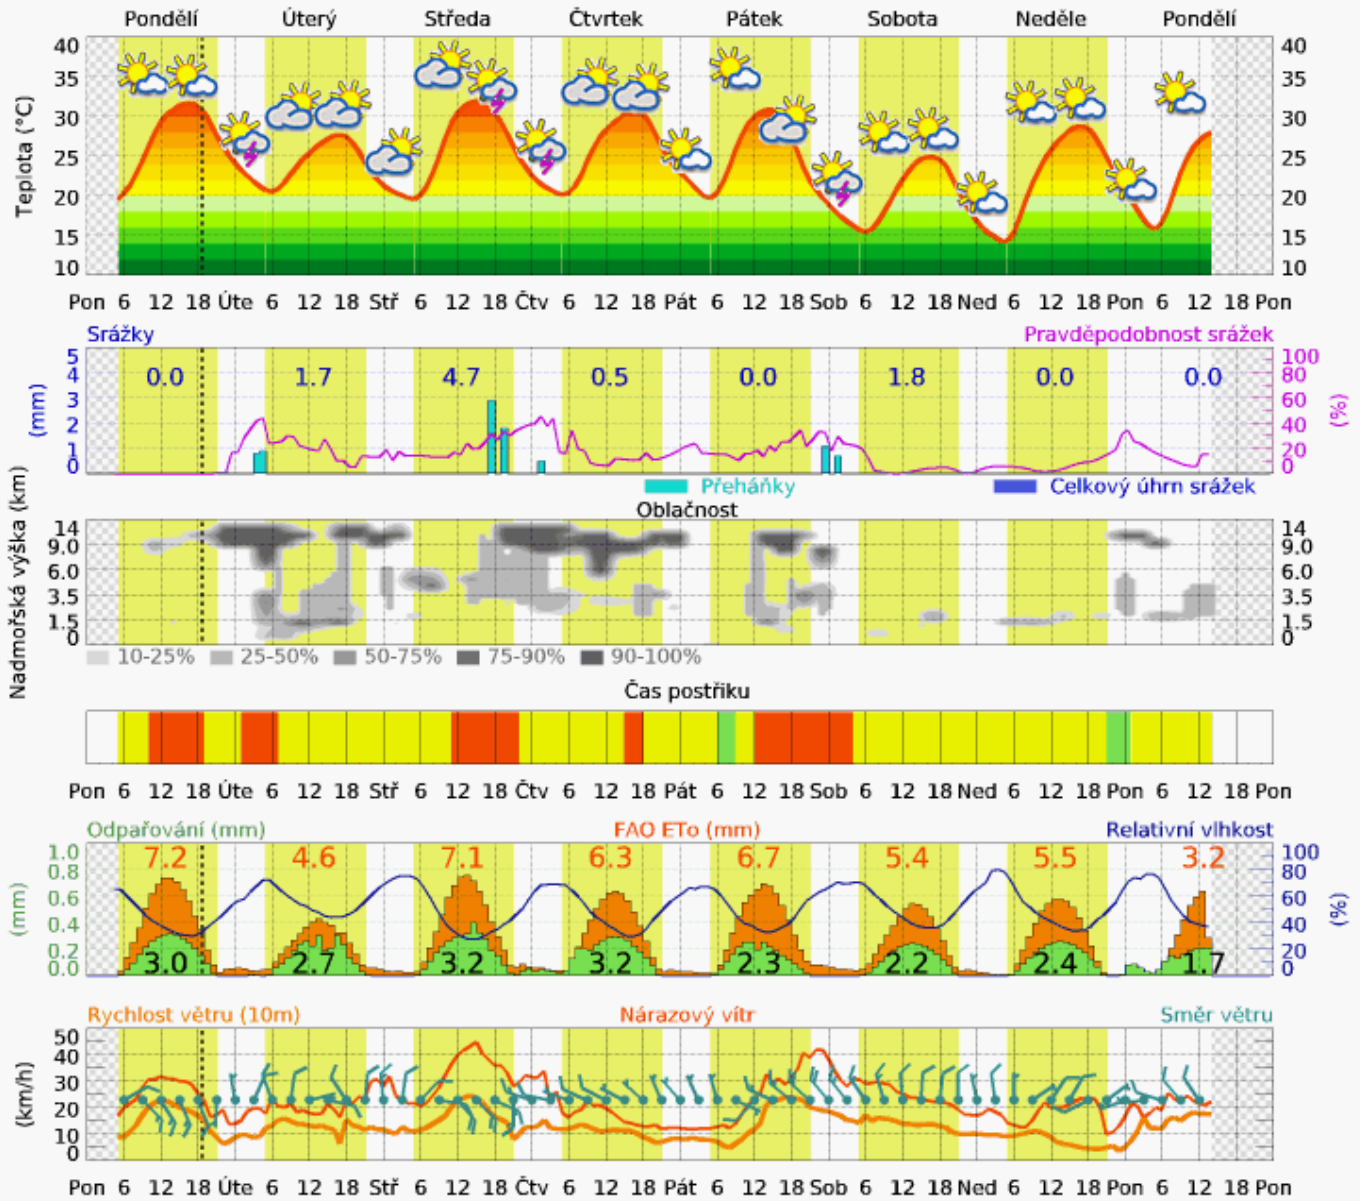 Pondělí Úterý Středa Čtvrtek Pátek Sobota Neděle Pondělí
Teplota (°C)
40 40
35 35
30 30
25 25
20 20
15 15
10 10
Pon 6 12 18 Úte 6 12 18 Stř 6 12 18 Čtv 6 12 18 Pát 6 12 18 Sob 6 12 18 Ned 6 12 18 Pon 6 12 18 Pon
Srážky Pravděpodobnost srážek
(mm)
(%)
5 100
4 0.0 1.7 4.7 0.5 0.0 1.8 0.0 0.0 80
3 60
2 40
1 20
0 0
Přeháňky Celkový úhrn srážek
Oblačnost
Nadmořská výška (km)
14 14
9.0 9.0
6.0 6.0
3.5 3.5
1.5 1.5
0 0
10-25% 25-50% 50-75% 75-90% 90-100%
Čas postřiku
Pon 6 12 18 Úte 6 12 18 Stř 6 12 18 Čtv 6 12 18 Pát 6 12 18 Sob 6 12 18 Ned 6 12 18 Pon 6 12 18 Pon
Odpařování (mm) FAO ETo (mm) Relativní vlhkost
(mm)
(%)
1.0 7.2 4.6 7.1 6.3 6.7 5.4 5.5 3.2 100
0.8 80
0.6 60
0.4 40
0.2 20
0.0 3.0 2.7 3.2 3.2 2.3 2.2 2.4 1.7 0
Rychlost větru (10m) Nárazový vítr Směr větru
(km/h)
50
40
30
20
10
0
Pon 6 12 18 Úte 6 12 18 Stř 6 12 18 Čtv 6 12 18 Pát 6 12 18 Sob 6 12 18 Ned 6 12 18 Pon 6 12 18 Pon